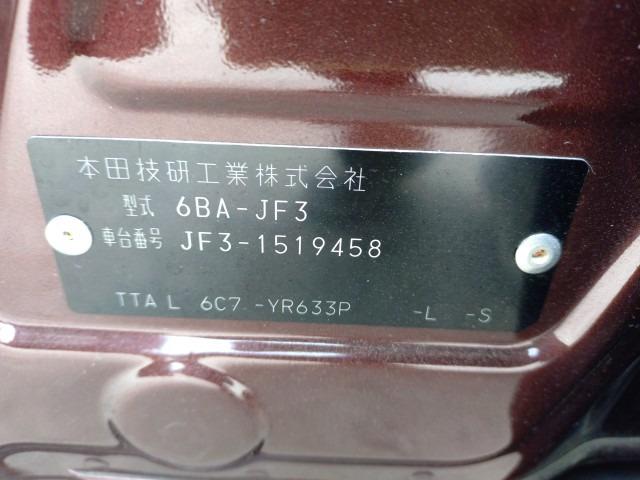 本田技研工業株式会社
型式 6BA-JF3
車台番号 JF3-1519458
TTA L 6C7 -YR633P -L -S